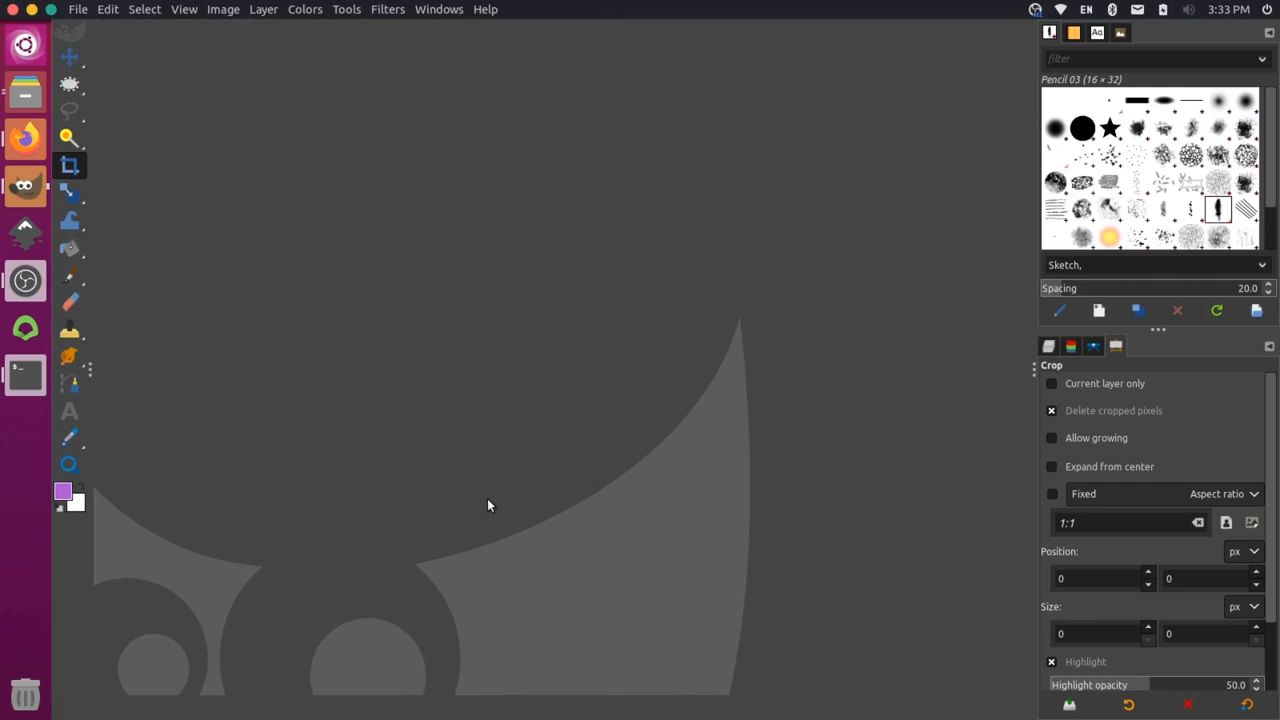 File Edit Select View Image Layer Colors Tools Filters Windows Help
EN
3:33 PM
Aa
filter
Pencil 03 (16 × 32)
Sketch,
Spacing 20.0
Crop
Current layer only
Delete cropped pixels
Allow growing
Expand from center
Fixed Aspect ratio
1:1
Position: px
0 0
Size: px
0 0
Highlight
Highlight opacity 50.0